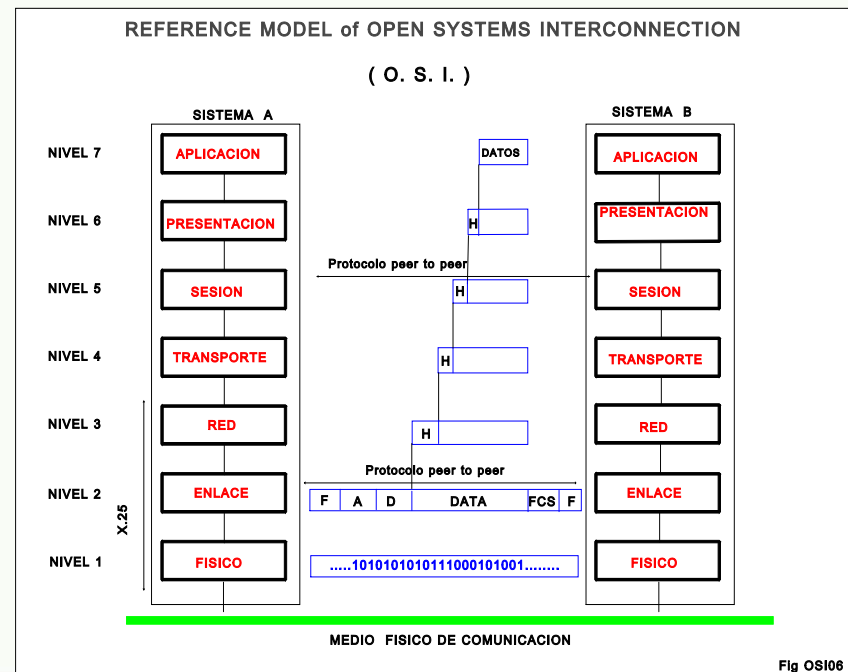 REFERENCE MODEL of OPEN SYSTEMS INTERCONNECTION
( O. S. I. )
SISTEMA A
SISTEMA B
NIVEL 7
APLICACION
DATOS
APLICACION
NIVEL 6
PRESENTACION
H
PRESENTACION
Protocolo peer to peer
NIVEL 5
SESION
H
SESION
NIVEL 4
TRANSPORTE
H
TRANSPORTE
NIVEL 3
RED
H
RED
Protocolo peer to peer
NIVEL 2
ENLACE
F A D DATA FCS F
ENLACE
X.25
NIVEL 1
FISICO
.....1010101010111000101001........
FISICO
MEDIO FISICO DE COMUNICACION
Fig OSI06